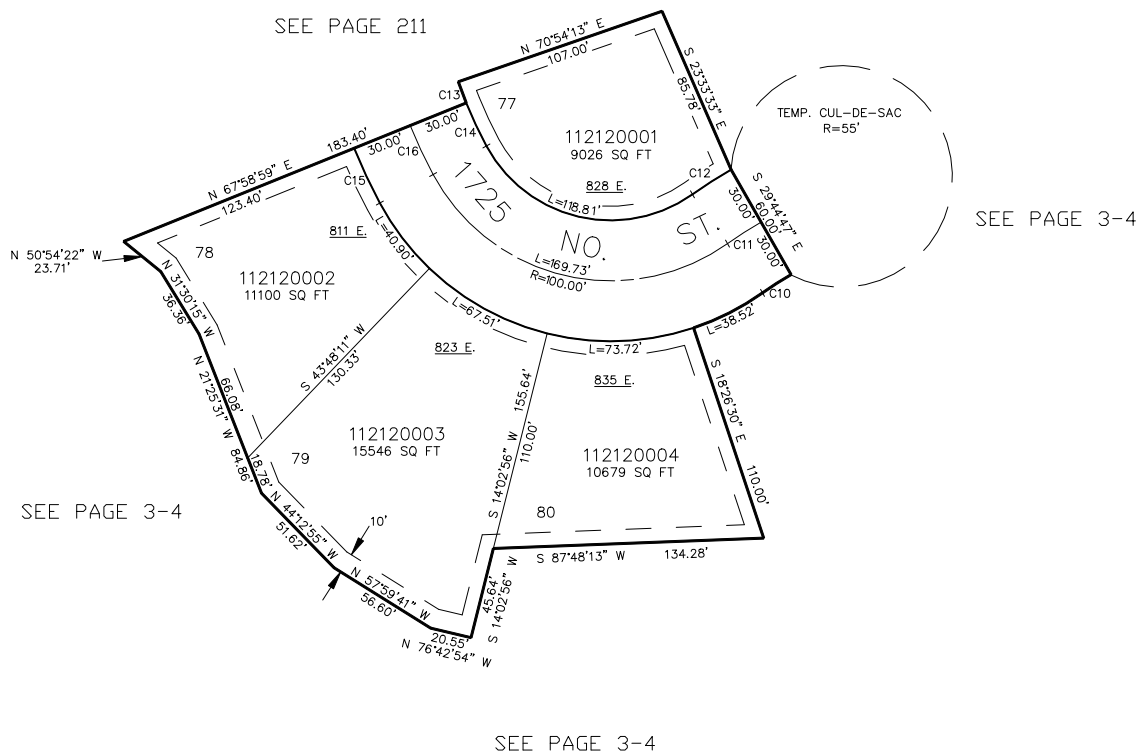 SEE PAGE 211
N 70°54'13" E
107.00'
S 23°33'33" E
85.78'
C13
77
112120001
9026 SQ FT
828 E.
TEMP. CUL-DE-SAC
R=55'
30.00'
C14
183.40'
30.00'
C16
N 67°58'59" E
123.40'
C15
1725 NO. ST.
L=118.81'
C12
S 29°44'47" E
60.00'
30.00'
30.00'
SEE PAGE 3-4
C11
C10
N 50°54'22" W
23.71'
78
811 E.
L=40.90'
L=169.73'
R=100.00'
N 31°30'15" W
36.36'
112120002
11100 SQ FT
L=67.51'
L=38.52'
S 43°48'11" W
130.33'
823 E.
L=73.72'
835 E.
N 21°25'31" W 84.86'
66.08'
18.78'
S 14°02'56" W 155.64'
110.00'
S 18°26'30" E 110.00'
112120003
15546 SQ FT
79
112120004
10679 SQ FT
80
SEE PAGE 3-4
N 44°12'55" W
51.62'
10'
S 87°48'13" W 134.28'
N 57°59'41" W
56.60'
45.64'
S 14°02'56" W
20.55'
N 76°42'54" W
SEE PAGE 3-4